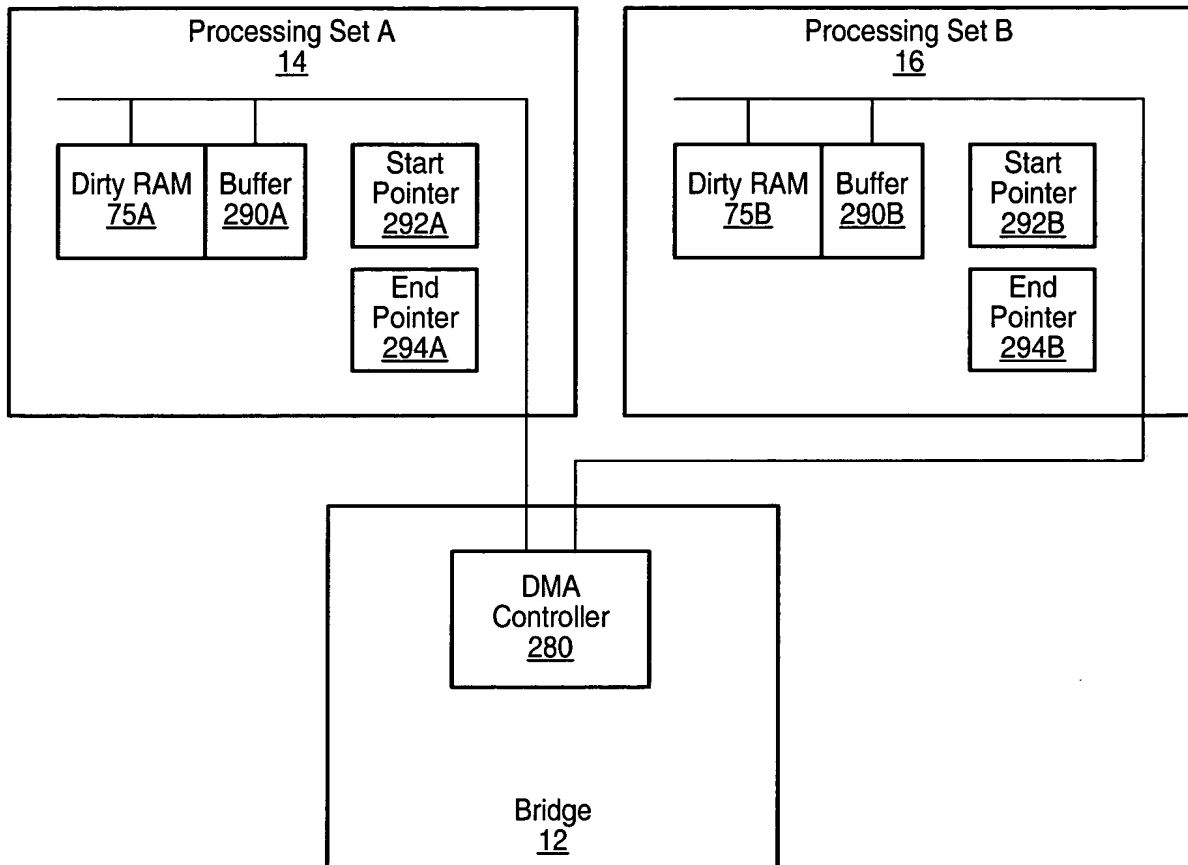 Processing Set A
14
Dirty RAM
75A
Buffer
290A
Start
Pointer
292A
End
Pointer
294A
Processing Set B
16
Dirty RAM
75B
Buffer
290B
Start
Pointer
292B
End
Pointer
294B
DMA
Controller
280
Bridge
12